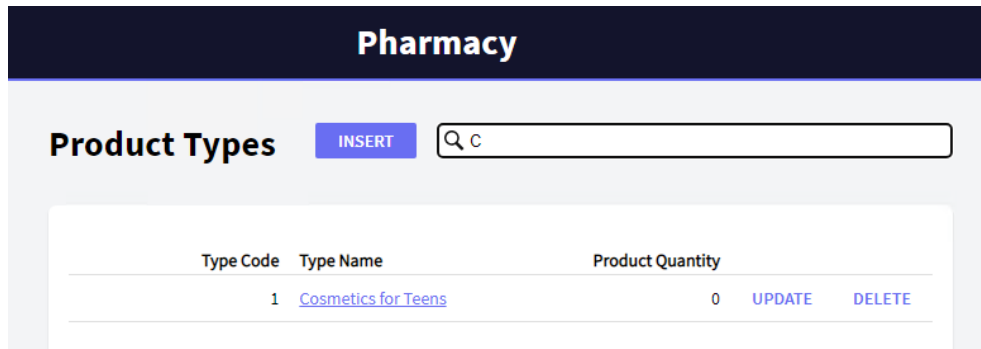 Pharmacy
Product Types INSERT C
Type Code Type Name Product Quantity
1 Cosmetics for Teens 0 UPDATE DELETE